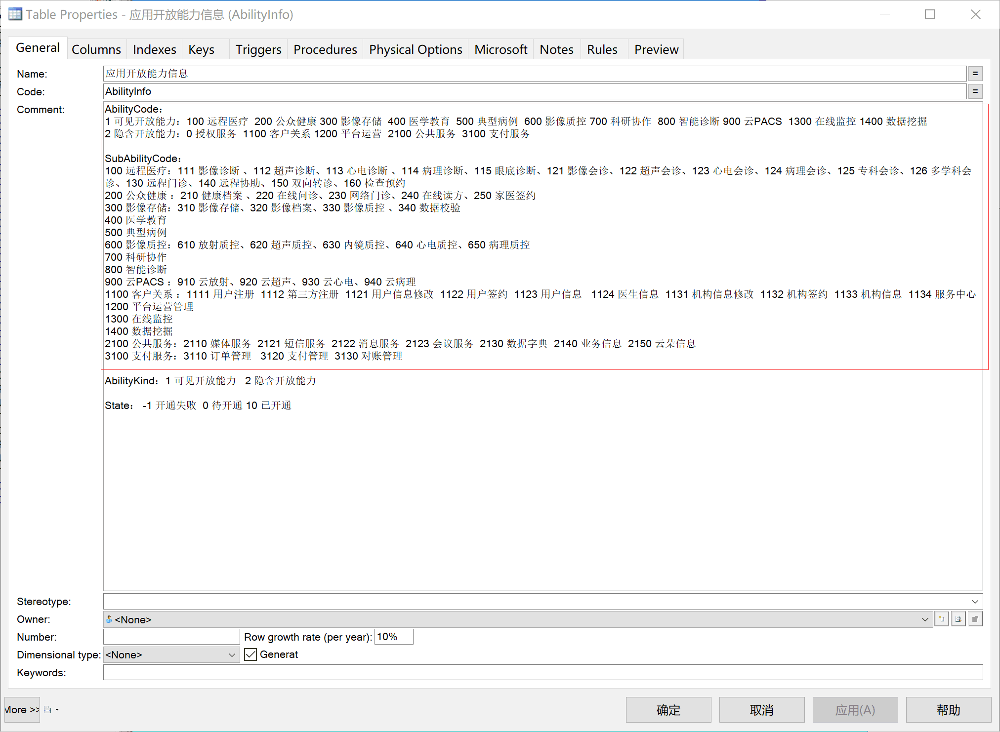 Table Properties - 应用开放能力信息 (AbilityInfo)
General Columns Indexes Keys Triggers Procedures Physical Options Microsoft Notes Rules Preview
Name: 应用开放能力信息 =
Code: AbilityInfo =
Comment: AbilityCode：
1 可见开放能力：100 远程医疗 200 公众健康 300 影像存储 400 医学教育 500 典型病例 600 影像质控 700 科研协作 800 智能诊断 900 云PACS 1300 在线监控 1400 数据挖掘
2 隐含开放能力：0 授权服务 1100 客户关系 1200 平台运营 2100 公共服务 3100 支付服务
SubAbilityCode：
100 远程医疗：111 影像诊断 、112 超声诊断、113 心电诊断 、114 病理诊断、115 眼底诊断、121 影像会诊、122 超声会诊、123 心电会诊、124 病理会诊、125 专科会诊、126 多学科会
诊、130 远程门诊、140 远程协助、150 双向转诊、160 检查预约
200 公众健康 ：210 健康档案 、220 在线问诊、230 网络门诊、240 在线读方、250 家医签约
300 影像存储：310 影像存储、320 影像档案、330 影像质控 、340 数据校验
400 医学教育
500 典型病例
600 影像质控：610 放射质控、620 超声质控、630 内镜质控、640 心电质控、650 病理质控
700 科研协作
800 智能诊断
900 云PACS ：910 云放射、920 云超声、930 云心电、940 云病理
1100 客户关系 ：1111 用户注册 1112 第三方注册 1121 用户信息修改 1122 用户签约 1123 用户信息 1124 医生信息 1131 机构信息修改 1132 机构签约 1133 机构信息 1134 服务中心
1200 平台运营管理
1300 在线监控
1400 数据挖掘
2100 公共服务：2110 媒体服务 2121 短信服务 2122 消息服务 2123 会议服务 2130 数据字典 2140 业务信息 2150 云朵信息
3100 支付服务：3110 订单管理 3120 支付管理 3130 对账管理
AbilityKind：1 可见开放能力 2 隐含开放能力
State： -1 开通失败 0 待开通 10 已开通
Stereotype:
Owner: <None>
Number: Row growth rate (per year): 10%
Dimensional type: <None> Generat
Keywords:
More >> 确定 取消 应用(A) 帮助